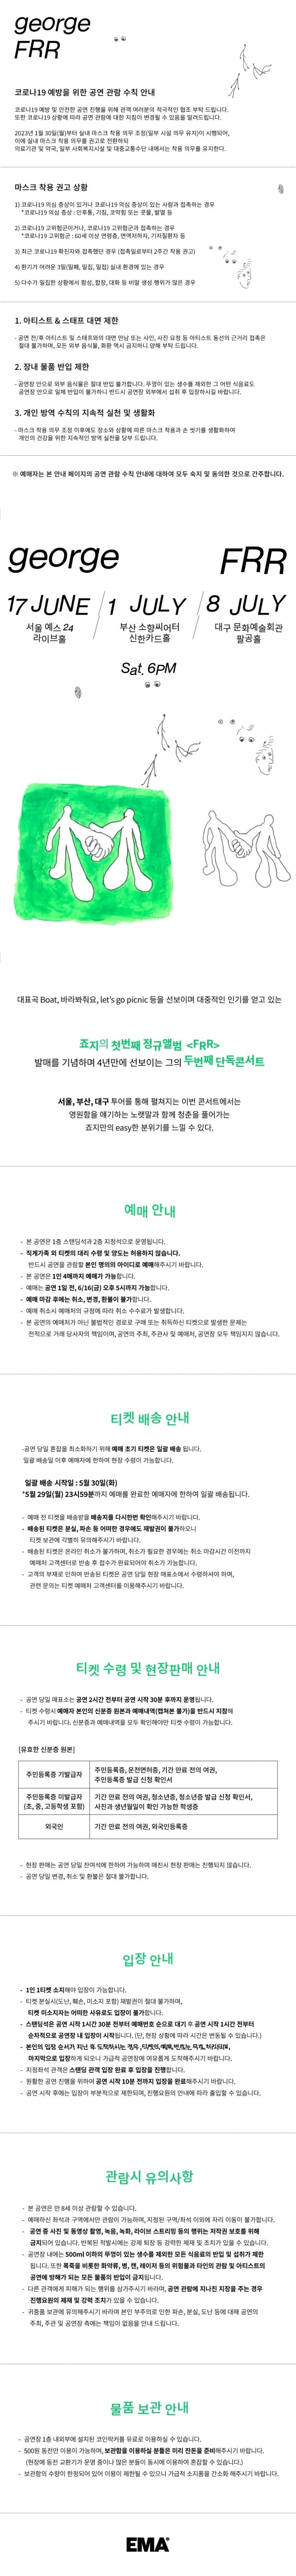 george
FRR
코로나19 예방을 위한 공연 관람 수칙 안내
코로나19 예방 및 안전한 공연 진행을 위해 관객 여러분의 적극적인 협조 부탁 드립니다.
또한 코로나19 상황에 따라 공연 관람에 대한 지침이 변경될 수 있음을 알려드립니다.
2023년 1월 30일(월)부터 실내 마스크 착용 의무 조정(일부 시설 의무 유지)이 시행되어,
이에 실내 마스크 착용 의무를 권고로 전환하되
의료기관 및 약국, 일부 사회복지시설 및 대중교통수단 내에서는 착용 의무를 유지한다.
마스크 착용 권고 상황
1) 코로나19 의심 증상이 있거나 코로나19 의심 증상이 있는 사람과 접촉하는 경우
*코로나19 의심 증상 : 인후통, 기침, 코막힘 또는 콧물, 발열 등
2) 코로나19 고위험군이거나, 코로나19 고위험군과 접촉하는 경우
*코로나19 고위험군 : 60세 이상 연령층, 면역저하자, 기저질환자 등
3) 최근 코로나19 확진자와 접촉했던 경우 (접촉일로부터 2주간 착용 권고)
4) 환기가 어려운 3밀(밀폐, 밀집, 밀접) 실내 환경에 있는 경우
5) 다수가 밀집한 상황에서 함성, 합창, 대화 등 비말 생성 행위가 많은 경우
1. 아티스트 & 스태프 대면 제한
- 공연 전/후 아티스트 및 스태프와의 대면 만남 또는 사인, 사진 요청 등 아티스트 동선의 근거리 접촉은
절대 불가하며, 모든 외부 음식물, 화환 역시 금지하니 양해 부탁 드립니다.
2. 장내 물품 반입 제한
- 공연장 안으로 외부 음식물은 절대 반입 불가합니다. 뚜껑이 있는 생수를 제외한 그 어떤 식음료도
공연장 안으로 일체 반입이 불가하니 반드시 공연장 외부에서 섭취 후 입장하시길 바랍니다.
3. 개인 방역 수칙의 지속적 실천 및 생활화
- 마스크 착용 의무 조정 이후에도 장소와 상황에 따른 마스크 착용과 손 씻기를 생활화하여
개인의 건강을 위한 지속적인 방역 실천을 당부 드립니다.
※ 예매자는 본 안내 페이지의 공연 관람 수칙 안내에 대하여 모두 숙지 및 동의한 것으로 간주합니다.
george FRR
17 JUNE / 1 JULY / 8 JULY
서울 예스 24 부산 소향씨어터 대구 문화예술회관
라이브홀 신한카드홀 팔공홀
Sat. 6PM
대표곡 Boat, 바라봐줘요, let's go picnic 등을 선보이며 대중적인 인기를 얻고 있는
죠지의 첫번째 정규앨범 <FRR>
발매를 기념하며 4년만에 선보이는 그의 두번째 단독콘서트
서울, 부산, 대구 투어를 통해 펼쳐지는 이번 콘서트에서는
영원함을 얘기하는 노랫말과 함께 청춘을 풀어가는
죠지만의 easy한 분위기를 느낄 수 있다.
예매 안내
- 본 공연은 1층 스탠딩석과 2층 지정석으로 운영됩니다.
- 직계가족 외 티켓의 대리 수령 및 양도는 허용하지 않습니다.
반드시 공연을 관람할 본인 명의의 아이디로 예매해주시기 바랍니다.
- 본 공연은 1인 4매까지 예매가 가능합니다.
- 예매는 공연 1일 전, 6/16(금) 오후 5시까지 가능합니다.
- 예매 마감 후에는 취소, 변경, 환불이 불가합니다.
- 예매 취소시 예매처의 규정에 따라 취소 수수료가 발생합니다.
- 본 공연의 예매처가 아닌 불법적인 경로로 구매 또는 취득하신 티켓으로 발생한 문제는
전적으로 거래 당사자의 책임이며, 공연의 주최, 주관사 및 예매처, 공연장 모두 책임지지 않습니다.
티켓 배송 안내
-공연 당일 혼잡을 최소화하기 위해 예매 초기 티켓은 일괄 배송 됩니다.
일괄 배송일 이후 예매자에 한하여 현장 수령이 가능합니다.
일괄 배송 시작일 : 5월 30일(화)
*5월 29일(월) 23시59분까지 예매를 완료한 예매자에 한하여 일괄 배송됩니다.
- 예매 전 티켓을 배송받을 배송지를 다시한번 확인해주시기 바랍니다.
- 배송된 티켓은 분실, 파손 등 어떠한 경우에도 재발권이 불가하오니
티켓 보관에 각별히 유의해주시기 바랍니다.
- 배송된 티켓은 온라인 취소가 불가하며, 취소가 필요한 경우에는 취소 마감시간 이전까지
예매처 고객센터로 반송 후 접수가 완료되어야 취소가 가능합니다.
- 고객의 부재로 인하여 반송된 티켓은 공연 당일 현장 매표소에서 수령하셔야 하며,
관련 문의는 티켓 예매처 고객센터를 이용해주시기 바랍니다.
티켓 수령 및 현장판매 안내
- 공연 당일 매표소는 공연 2시간 전부터 공연 시작 30분 후까지 운영됩니다.
- 티켓 수령시 예매자 본인의 신분증 원본과 예매내역(캡쳐본 불가)을 반드시 지참해
주시기 바랍니다. 신분증과 예매내역을 모두 확인해야만 티켓 수령이 가능합니다.
[유효한 신분증 원본]
주민등록증 기발급자 주민등록증, 운전면허증, 기간 만료 전의 여권,
주민등록증 발급 신청 확인서
주민등록증 미발급자 기간 만료 전의 여권, 청소년증, 청소년증 발급 신청 확인서,
(초, 중, 고등학생 포함) 사진과 생년월일이 확인 가능한 학생증
외국인 기간 만료 전의 여권, 외국인등록증
- 현장 판매는 공연 당일 잔여석에 한하여 가능하며 매진시 현장 판매는 진행되지 않습니다.
- 공연 당일 변경, 취소 및 환불은 절대 불가합니다.
입장 안내
- 1인 1티켓 소지해야 입장이 가능합니다.
- 티켓 분실시(도난, 훼손, 미소지 포함) 재발권이 절대 불가하며,
티켓 미소지자는 어떠한 사유로도 입장이 불가합니다.
- 스탠딩석은 공연 시작 1시간 30분 전부터 예매번호 순으로 대기 후 공연 시작 1시간 전부터
순차적으로 공연장 내 입장이 시작됩니다. (단, 현장 상황에 따라 시간은 변동될 수 있습니다.)
- 본인의 입장 순서가 지난 후 도착하시는 경우, 티켓의 예매 번호는 무효 처리되며,
마지막으로 입장하게 되오니 가급적 공연장에 여유롭게 도착해주시기 바랍니다.
- 지정좌석 관객은 스탠딩 관객 입장 완료 후 입장을 진행합니다.
- 원활한 공연 진행을 위하여 공연 시작 10분 전까지 입장을 완료해주시기 바랍니다.
- 공연 시작 후에는 입장이 부분적으로 제한되며, 진행요원의 안내에 따라 출입할 수 있습니다.
관람시 유의사항
- 본 공연은 만 8세 이상 관람할 수 있습니다.
- 예매하신 좌석과 구역에서만 관람이 가능하며, 지정된 구역/좌석 이외에 자리 이동이 불가합니다.
- 공연 중 사진 및 동영상 촬영, 녹음, 녹화, 라이브 스트리밍 등의 행위는 저작권 보호를 위해
금지되어 있습니다. 반복된 적발시에는 강제 퇴장 등 강력한 제재 및 조치가 있을 수 있습니다.
- 공연장 내에는 500ml 이하의 뚜껑이 있는 생수를 제외한 모든 식음료의 반입 및 섭취가 제한
됩니다. 또한 폭죽을 비롯한 화약류, 병, 캔, 레이저 등의 위험물과 타인의 관람 및 아티스트의
공연에 방해가 되는 모든 물품의 반입이 금지됩니다.
- 다른 관객에게 피해가 되는 행위를 삼가주시기 바라며, 공연 관람에 지나친 지장을 주는 경우
진행요원의 제재 및 강력 조치가 있을 수 있습니다.
- 귀중품 보관에 유의해주시기 바라며 본인 부주의로 인한 파손, 분실, 도난 등에 대해 공연의
주최, 주관 및 공연장 측에는 책임이 없음을 안내 드립니다.
물품 보관 안내
- 공연장 1층 내외부에 설치된 코인락커를 유료로 이용하실 수 있습니다.
- 500원 동전만 이용이 가능하며, 보관함을 이용하실 분들은 미리 잔돈을 준비해주시기 바랍니다.
(현장에 동전 교환기가 운영 중이나 많은 분들이 동시에 이용하여 혼잡할 수 있습니다.)
- 보관함의 수량이 한정되어 있어 이용이 제한될 수 있으니 가급적 소지품을 간소화 해주시기 바랍니다.
EMA